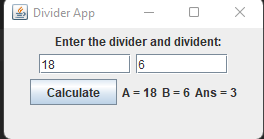 Divider App
Enter the divider and divident:
18 6
Calculate A = 18 B = 6 Ans = 3